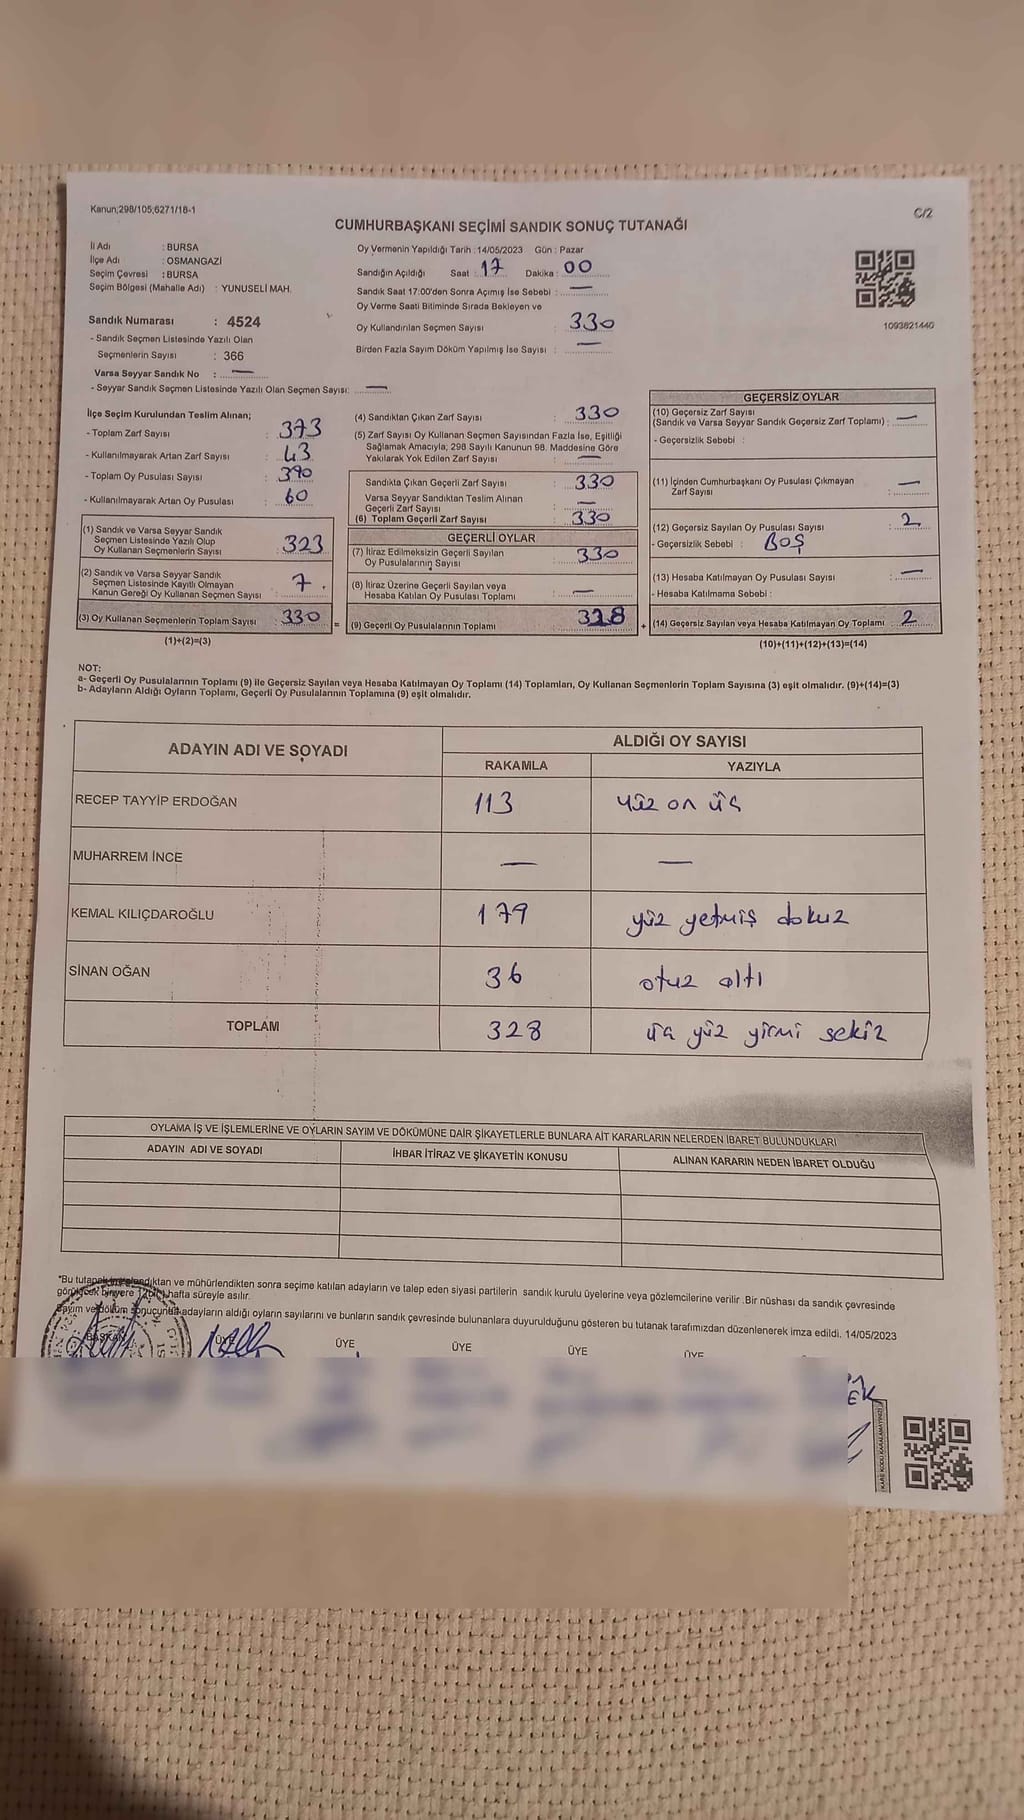 Kanun;298/105;6271/18-1
C/2
CUMHURBAŞKANI SEÇİMİ SANDIK SONUÇ TUTANAĞI
İl Adı : BURSA
İlçe Adı : OSMANGAZİ
Seçim Çevresi : BURSA
Seçim Bölgesi (Mahalle Adı) : YUNUSELİ MAH.
Sandık Numarası : 4524
- Sandık Seçmen Listesinde Yazılı Olan
Seçmenlerin Sayısı : 366
Varsa Seyyar Sandık No : —
- Seyyar Sandık Seçmen Listesinde Yazılı Olan Seçmen Sayısı: —
Oy Vermenin Yapıldığı Tarih : 14/05/2023 Gün : Pazar
Sandığın Açıldığı Saat : 17 Dakika : 00
Sandık Saat 17:00'den Sonra Açımış İse Sebebi : —
Oy Verme Saati Bitiminde Sırada Bekleyen ve
Oy Kullandırılan Seçmen Sayısı : 330
Birden Fazla Sayım Döküm Yapılmış İse Sayısı : —
1093821440
İlçe Seçim Kurulundan Teslim Alınan;
- Toplam Zarf Sayısı : 373
- Kullanılmayarak Artan Zarf Sayısı : 43
- Toplam Oy Pusulası Sayısı : 390
- Kullanılmayarak Artan Oy Pusulası : 60
(1) Sandık ve Varsa Seyyar Sandık
Seçmen Listesinde Yazılı Olup
Oy Kullanan Seçmenlerin Sayısı : 323
(2) Sandık ve Varsa Seyyar Sandık
Seçmen Listesinde Kayıtlı Olmayan
Kanun Gereği Oy Kullanan Seçmen Sayısı : 7
(3) Oy Kullanan Seçmenlerin Toplam Sayısı : 330
(1)+(2)=(3)
(4) Sandıktan Çıkan Zarf Sayısı : 330
(5) Zarf Sayısı Oy Kullanan Seçmen Sayısından Fazla İse, Eşitliği
Sağlamak Amacıyla; 298 Sayılı Kanunun 98. Maddesine Göre
Yakılarak Yok Edilen Zarf Sayısı : —
Sandıkta Çıkan Geçerli Zarf Sayısı : 330
Varsa Seyyar Sandıktan Teslim Alınan
Geçerli Zarf Sayısı : —
(6) Toplam Geçerli Zarf Sayısı : 330
GEÇERLİ OYLAR
(7) İtiraz Edilmeksizin Geçerli Sayılan
Oy Pusulalarının Sayısı : 330
(8) İtiraz Üzerine Geçerli Sayılan veya
Hesaba Katılan Oy Pusulası Toplamı : —
= (9) Geçerli Oy Pusulalarının Toplamı : 328
GEÇERSİZ OYLAR
(10) Geçersiz Zarf Sayısı
(Sandık ve Varsa Seyyar Sandık Geçersiz Zarf Toplamı) : —
- Geçersizlik Sebebi :
(11) İçinden Cumhurbaşkanı Oy Pusulası Çıkmayan
Zarf Sayısı : —
(12) Geçersiz Sayılan Oy Pusulası Sayısı : 2
- Geçersizlik Sebebi : BOŞ
(13) Hesaba Katılmayan Oy Pusulası Sayısı : —
- Hesaba Katılmama Sebebi :
+ (14) Geçersiz Sayılan veya Hesaba Katılmayan Oy Toplamı : 2
(10)+(11)+(12)+(13)=(14)
NOT:
a- Geçerli Oy Pusulalarının Toplamı (9) ile Geçersiz Sayılan veya Hesaba Katılmayan Oy Toplamı (14) Toplamları, Oy Kullanan Seçmenlerin Toplam Sayısına (3) eşit olmalıdır. (9)+(14)=(3)
b- Adayların Aldığı Oyların Toplamı, Geçerli Oy Pusulalarının Toplamına (9) eşit olmalıdır.
ADAYIN ADI VE SOYADI ALDIĞI OY SAYISI
RAKAMLA YAZIYLA
RECEP TAYYİP ERDOĞAN 113 yüz on üç
MUHARREM İNCE — —
KEMAL KILIÇDAROĞLU 179 yüz yetmiş dokuz
SİNAN OĞAN 36 otuz altı
TOPLAM 328 üç yüz yirmi sekiz
OYLAMA İŞ VE İŞLEMLERİNE VE OYLARIN SAYIM VE DÖKÜMÜNE DAİR ŞİKAYETLERLE BUNLARA AİT KARARLARIN NELERDEN İBARET BULUNDUKLARI
ADAYIN ADI VE SOYADI İHBAR İTİRAZ VE ŞİKAYETİN KONUSU ALINAN KARARIN NEDEN İBARET OLDUĞU
*Bu tutanak ve mühürlendikten sonra seçime katılan adayların ve talep eden siyasi partilerin sandık kurulu üyelerine veya gözlemcilerine verilir .Bir nüshası da sandık çevresinde
görülecek bir yere hafta süreyle asılır.
Sayım ve döküm sonucunda adayların aldığı oyların sayılarını ve bunların sandık çevresinde bulunanlara duyurulduğunu gösteren bu tutanak tarafımızdan düzenlenerek imza edildi. 14/05/2023
BAŞKAN ÜYE ÜYE ÜYE ÜYE ÜYE
KARE KODU KARALAMAYINIZ!